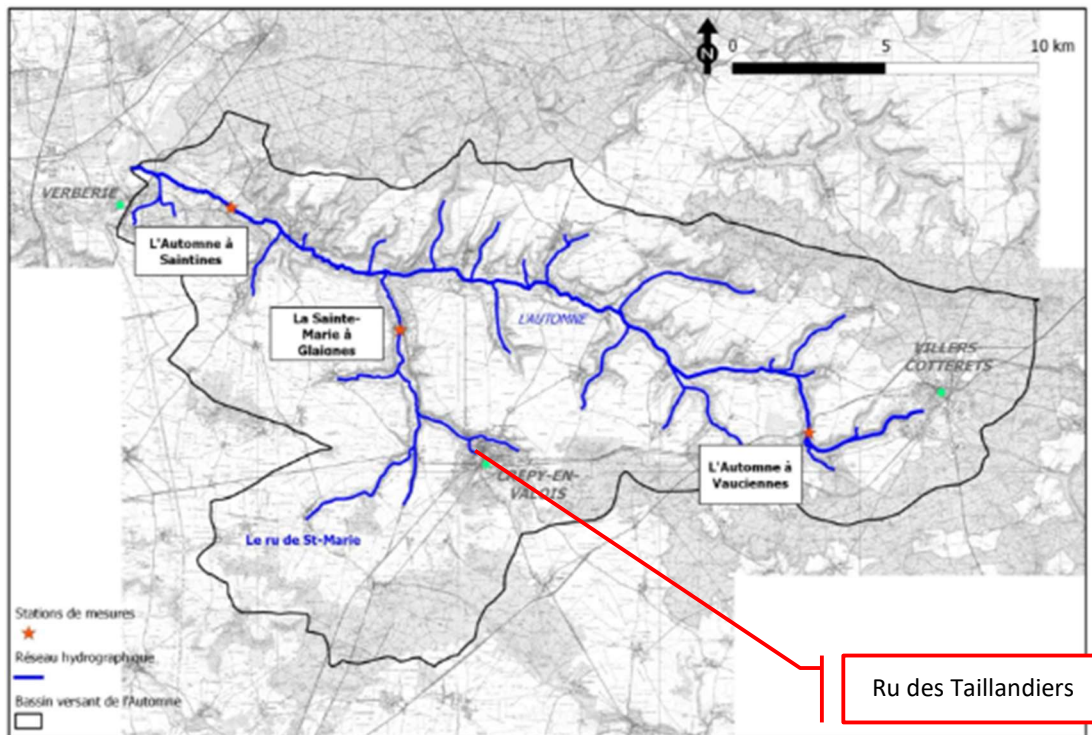 N
0 5 10 km
VERBERIE
L'Automne à
Saintines
La Sainte-
Marie à
Glaiones
L'AUTOMNE
VILLERS-
COTTERETS
L'Automne à
Vauciennes
CRÉPY-EN-
VALOIS
Le ru de St-Marie
Stations de mesures
Réseau hydrographique
Bassin versant de l'Automne
Ru des Taillandiers